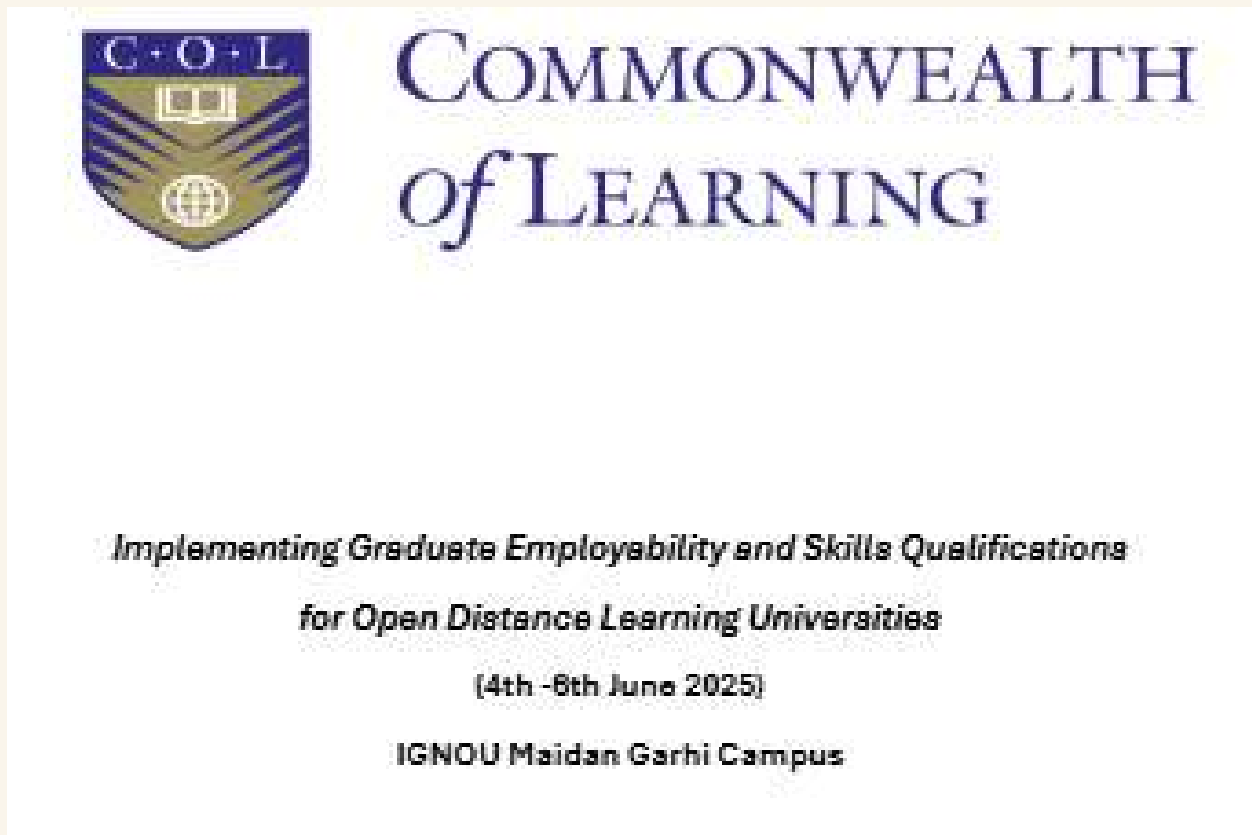 C·O·L
COMMONWEALTH
of LEARNING
Implementing Graduate Employability and Skills Qualifications
for Open Distance Learning Universities
(4th -6th June 2025)
IGNOU Maidan Garhi Campus